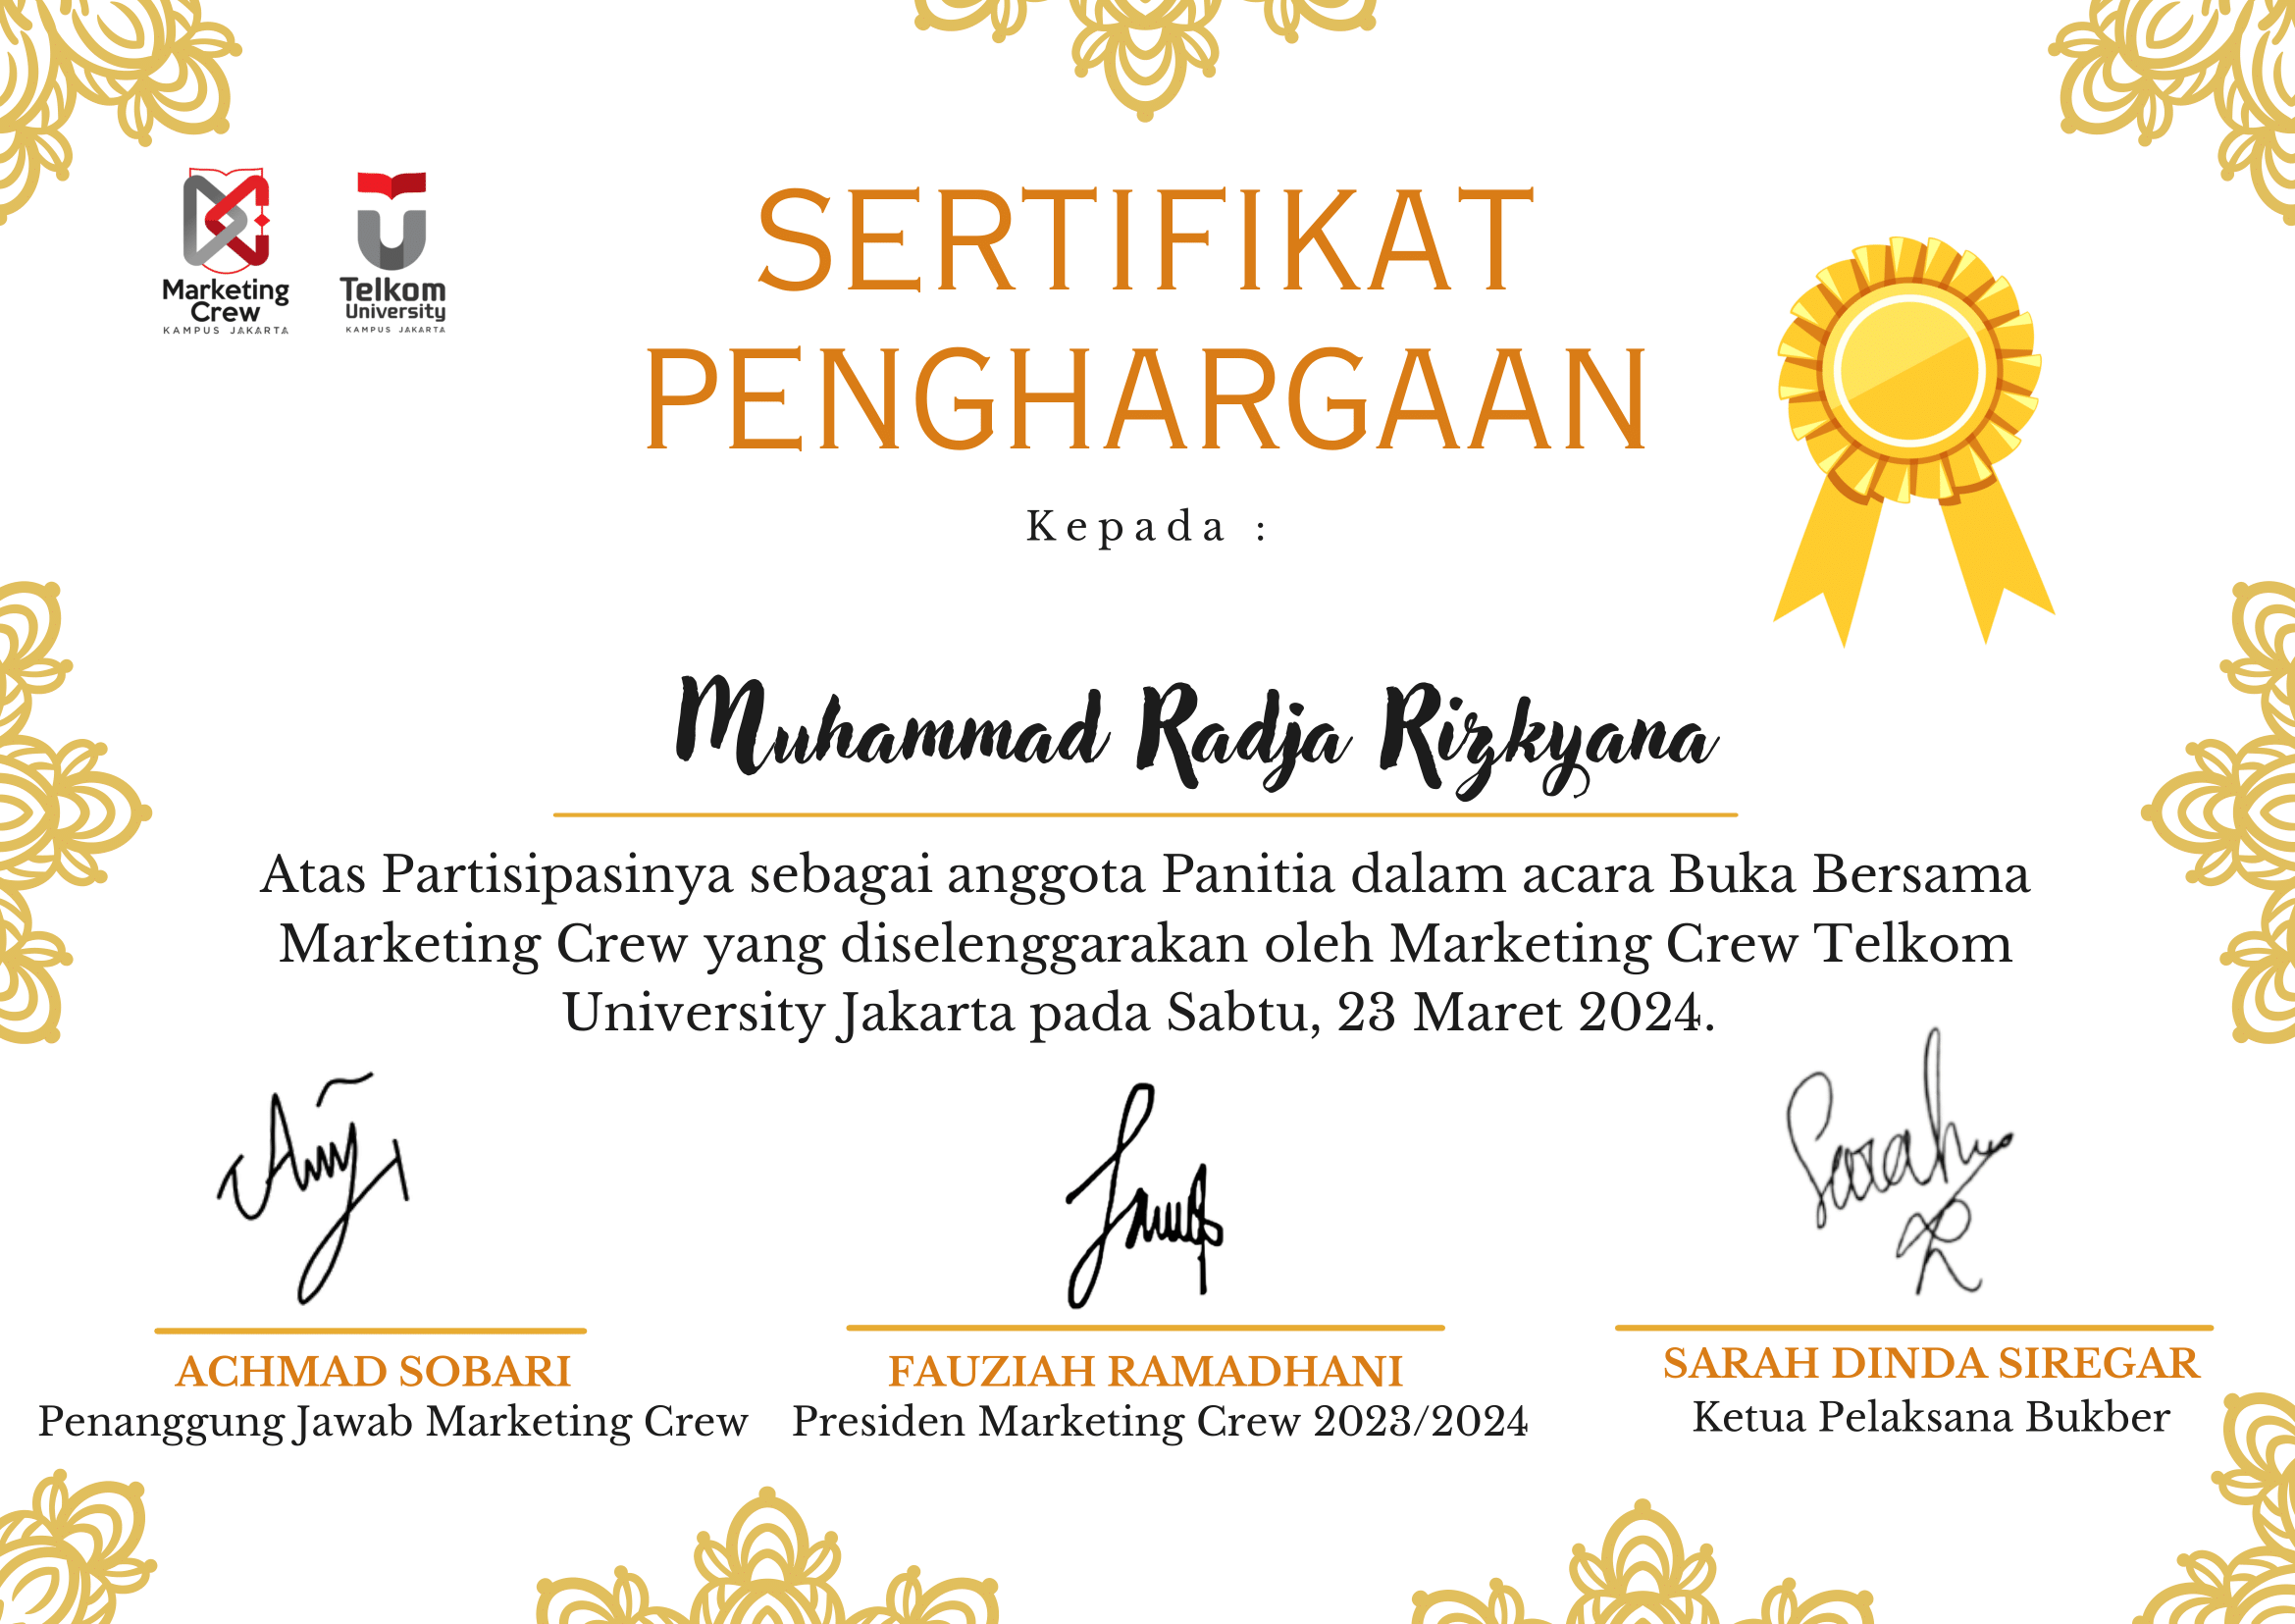 Marketing
Crew
KAMPUS JAKARTA
Telkom
University
KAMPUS JAKARTA
SERTIFIKAT
PENGHARGAAN
Kepada :
Muhammad Radja Rizkyana
Atas Partisipasinya sebagai anggota Panitia dalam acara Buka Bersama
Marketing Crew yang diselenggarakan oleh Marketing Crew Telkom
University Jakarta pada Sabtu, 23 Maret 2024.
Sarah
ACHMAD SOBARI
Penanggung Jawab Marketing Crew
FAUZIAH RAMADHANI
Presiden Marketing Crew 2023/2024
SARAH DINDA SIREGAR
Ketua Pelaksana Bukber